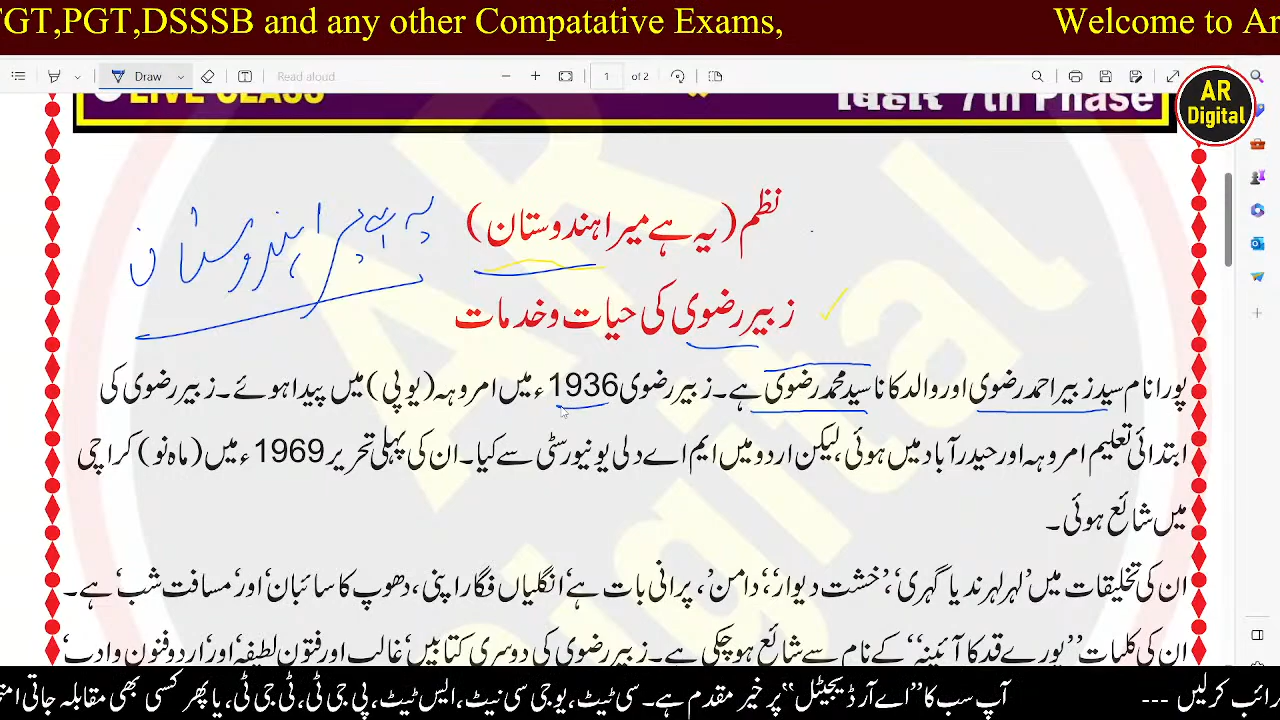 TGT,PGT,DSSSB and any other Compatative Exams,
Welcome to Ar
Draw
Read aloud
1 of 2
LIVE CLASS
बिहार 7th Phase
AR
Digital
نظم (یہ ہے میرا ہندوستان)
یہ ہے میرا ہندوستان
زبیر رضوی کی حیات و خدمات
پورا نام سید زبیر احمد رضوی اور والد کا نا سید محمد رضوی ہے۔ زبیر رضوی 1936ء میں امروہہ (یوپی) میں پیدا ہوئے۔ زبیر رضوی کی
ابتدائی تعلیم امروہہ اور حیدر آباد میں ہوئی، لیکن اردو میں ایم اے دلی یونیورسٹی سے کیا۔ ان کی پہلی تحریر 1969ء میں (ماہ نو) کراچی
میں شائع ہوئی۔
ان کی تخلیقات میں 'لہر لہر ندیا گہری'، 'خشت دیوار'، 'دامن'، پرانی بات ہے' انگلیاں فگار اپنی، دھوپ کا سائبان' اور 'مسافت شب' ہے۔
ان کی کلیات ”پورے قد کا آئینہ“ کے نام سے شائع ہو چکی ہے۔ زبیر رضوی کی دوسری کتابیں 'غالب اور فنون لطیفہ' اور 'اردو فنون و ادب'
آپ سب کا ”اے آر ڈیجیٹل“ پر خیر مقدم ہے۔ سی ٹیٹ، یو جی سی نیٹ، ایس ٹیٹ، پی جی ٹی، ٹی جی ٹی، یا پھر کسی بھی مقابلہ جاتی امت
رائب کر لیں ---